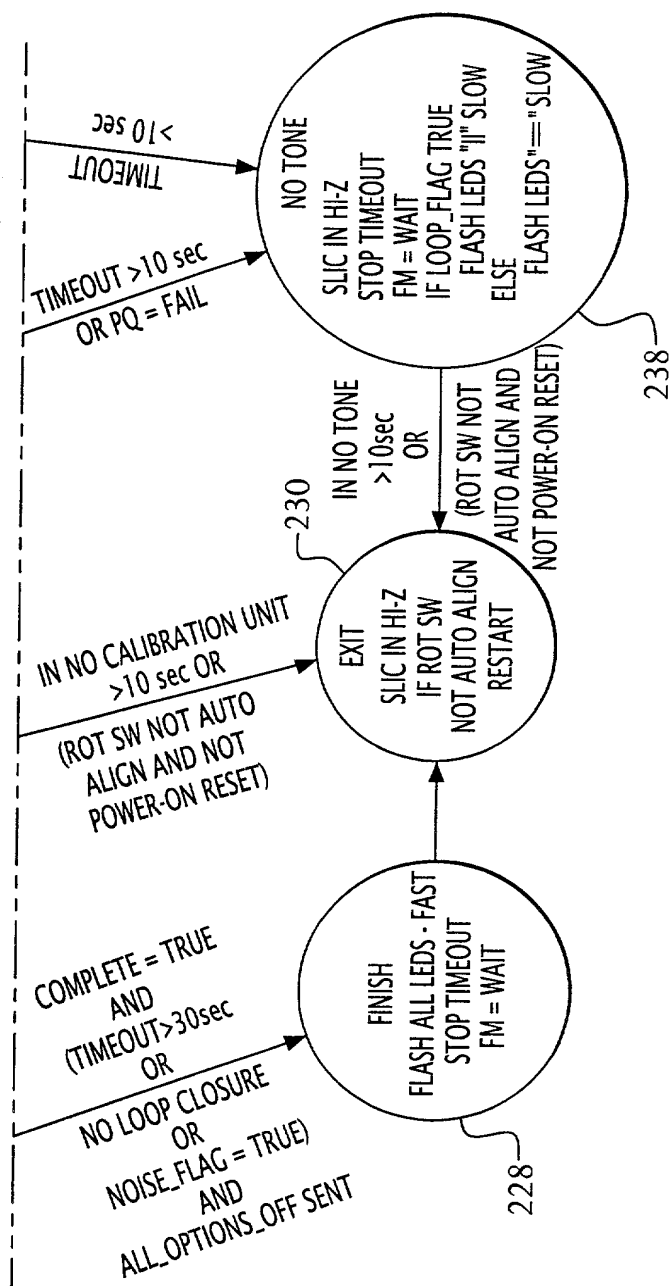 COMPLETE = TRUE
AND
(TIMEOUT>30sec
OR
NO LOOP CLOSURE
OR
NOISE_FLAG = TRUE)
AND
ALL_OPTIONS_OFF SENT
IN NO CALIBRATION UNIT
>10 sec OR
(ROT SW NOT AUTO
ALIGN AND NOT
POWER-ON RESET)
TIMEOUT >10 sec
OR PQ = FAIL
TIMEOUT
>10 sec
FINISH
FLASH ALL LEDS - FAST
STOP TIMEOUT
FM = WAIT
228
EXIT
SLIC IN HI-Z
IF ROT SW
NOT AUTO ALIGN
RESTART
230
IN NO TONE
>10sec
OR
(ROT SW NOT
AUTO ALIGN AND
NOT POWER-ON RESET)
NO TONE
SLIC IN HI-Z
STOP TIMEOUT
FM = WAIT
IF LOOP_FLAG TRUE
FLASH LEDS "||" SLOW
ELSE
FLASH LEDS"=="SLOW
238